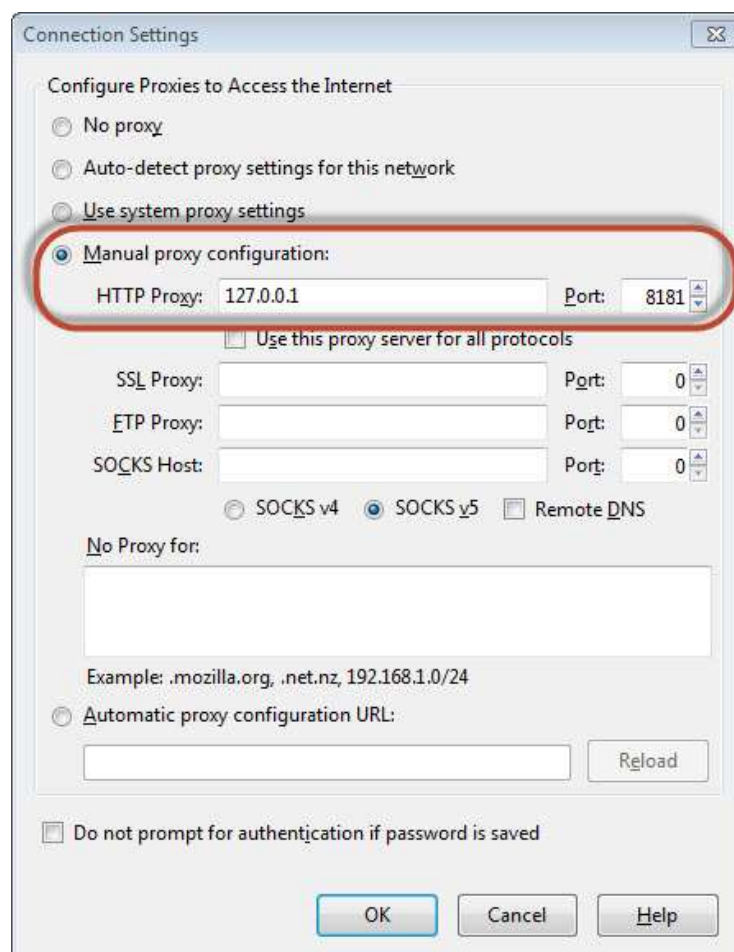 Connection Settings
Configure Proxies to Access the Internet
No proxy
Auto-detect proxy settings for this network
Use system proxy settings
Manual proxy configuration:
HTTP Proxy: 127.0.0.1 Port: 8181
Use this proxy server for all protocols
SSL Proxy: Port: 0
FTP Proxy: Port: 0
SOCKS Host: Port: 0
SOCKS v4 SOCKS v5 Remote DNS
No Proxy for:
Example: .mozilla.org, .net.nz, 192.168.1.0/24
Automatic proxy configuration URL:
Reload
Do not prompt for authentication if password is saved
OK Cancel Help